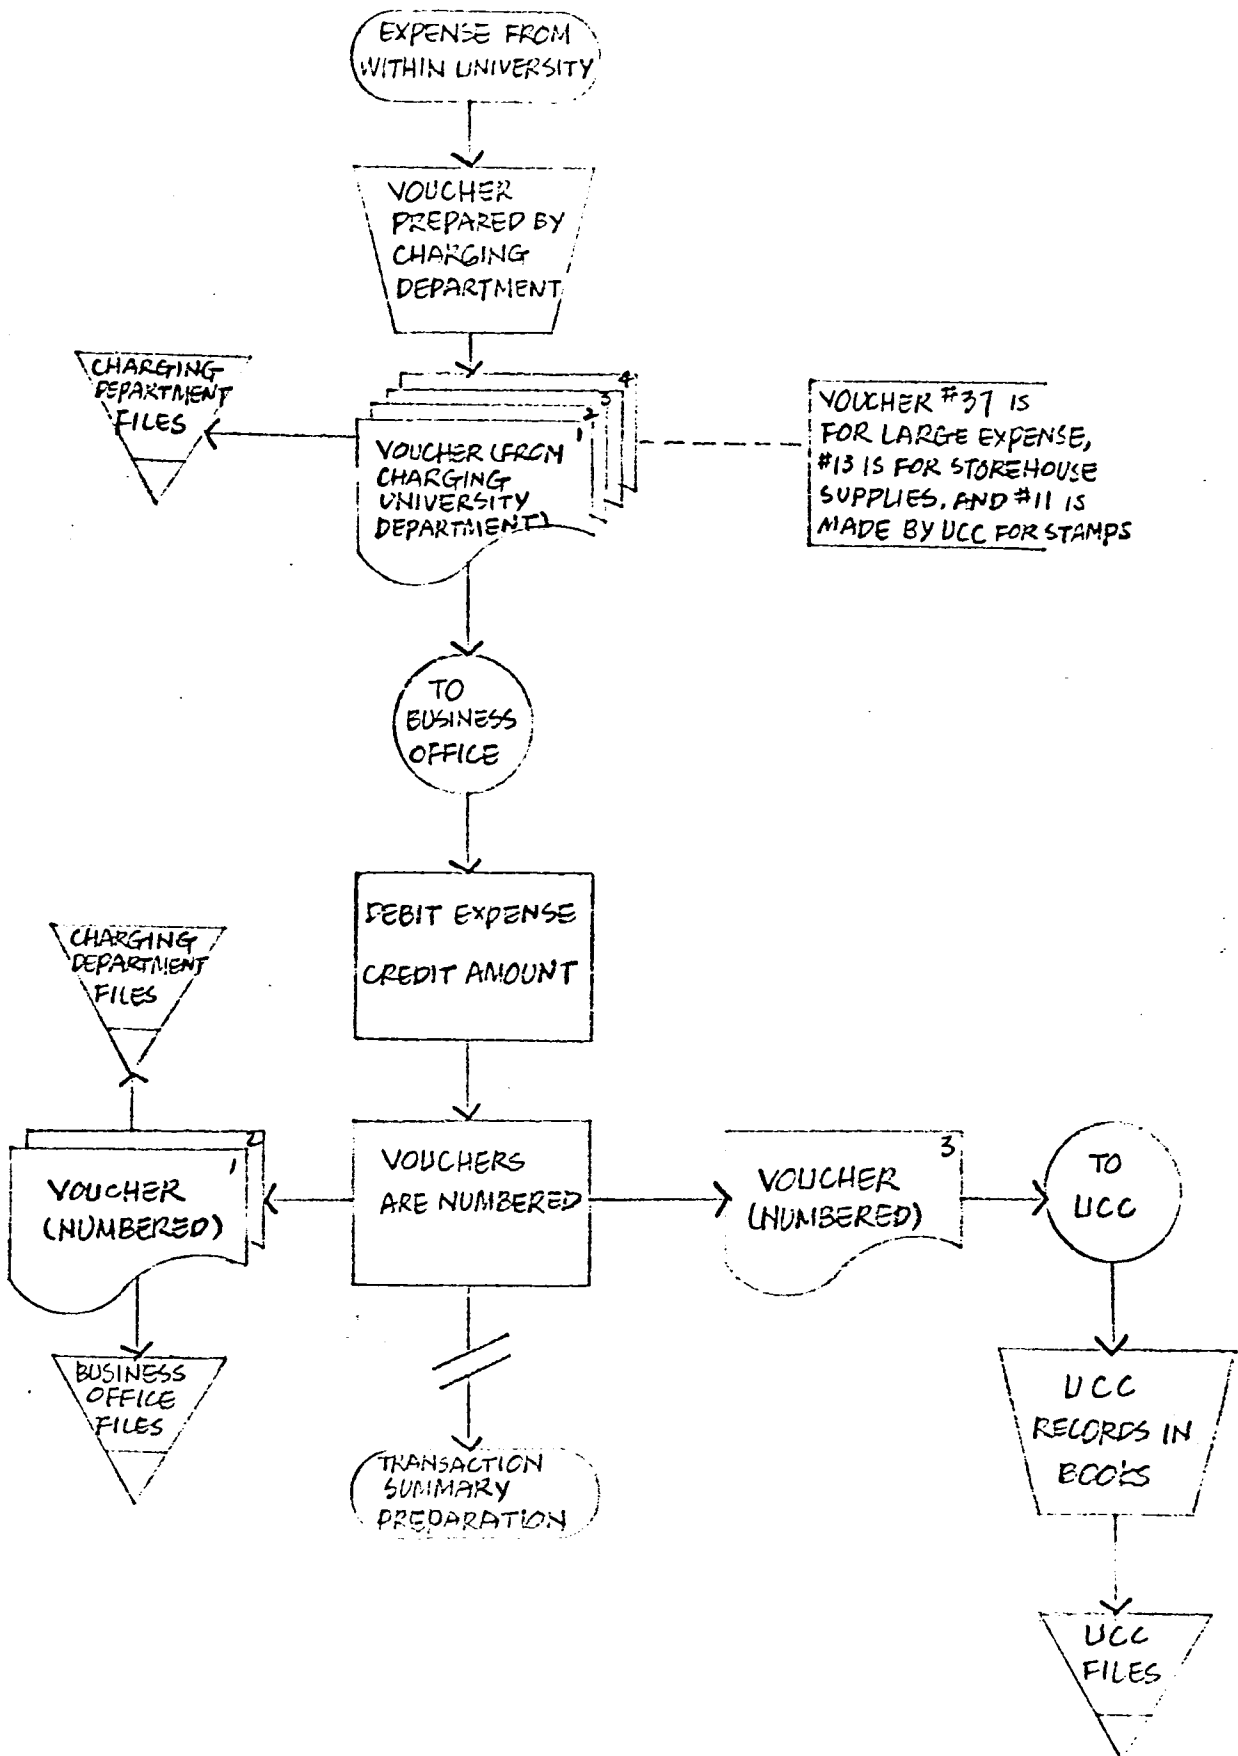 EXPENSE FROM
WITHIN UNIVERSITY
VOUCHER
PREPARED BY
CHARGING
DEPARTMENT
CHARGING
DEPARTMENT
FILES
4
3
2
1
VOUCHER (FROM
CHARGING
UNIVERSITY
DEPARTMENT)
VOUCHER #37 IS
FOR LARGE EXPENSE,
#13 IS FOR STOREHOUSE
SUPPLIES, AND #11 IS
MADE BY UCC FOR STAMPS
TO
BUSINESS
OFFICE
DEBIT EXPENSE
CREDIT AMOUNT
CHARGING
DEPARTMENT
FILES
2
1
VOUCHER
(NUMBERED)
VOUCHERS
ARE NUMBERED
3
VOUCHER
(NUMBERED)
TO
UCC
BUSINESS
OFFICE
FILES
TRANSACTION
SUMMARY
PREPARATION
UCC
RECORDS IN
BOOKS
UCC
FILES